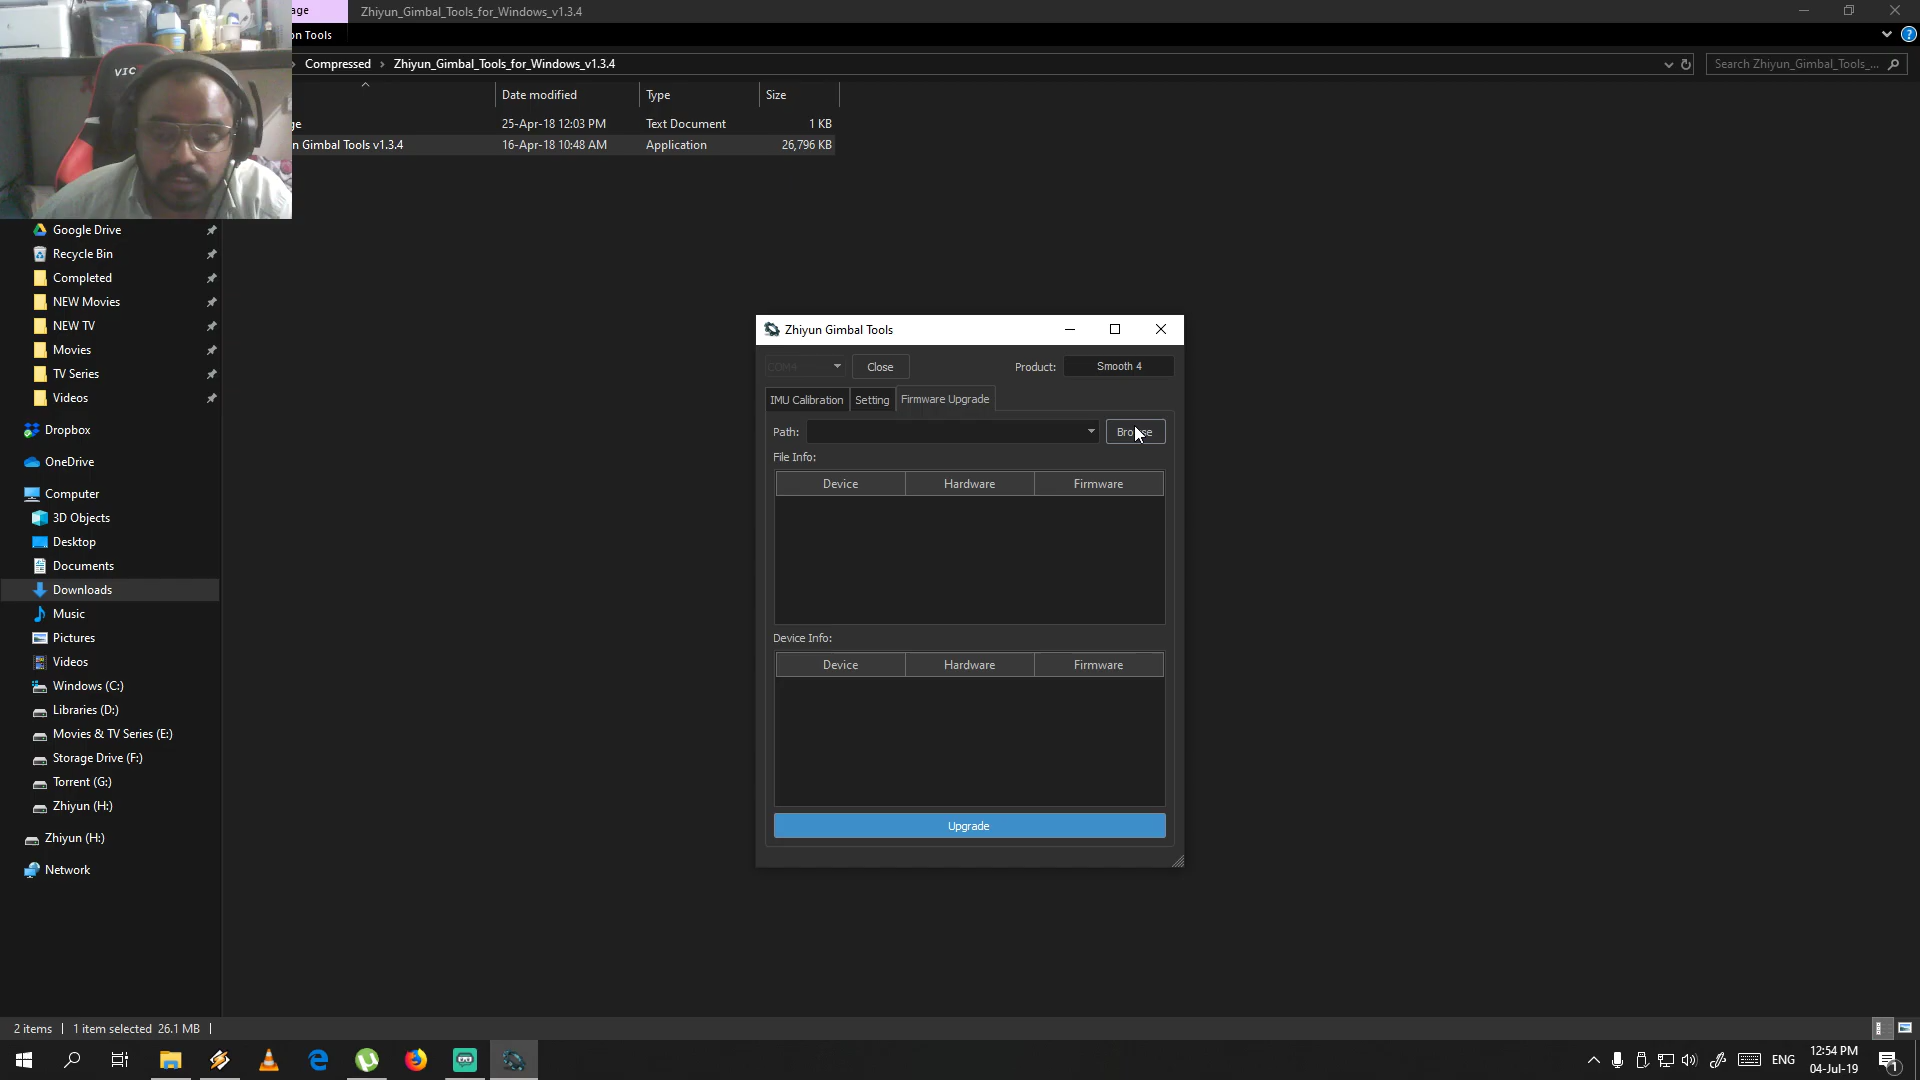 age
Zhiyun_Gimbal_Tools_for_Windows_v1.3.4
on Tools
Compressed
Zhiyun_Gimbal_Tools_for_Windows_v1.3.4
Search Zhiyun_Gimbal_Tools_...
VIC
Date modified
Type
Size
ge
25-Apr-18 12:03 PM
Text Document
1 KB
n Gimbal Tools v1.3.4
16-Apr-18 10:48 AM
Application
26,796 KB
Google Drive
Recycle Bin
Completed
NEW Movies
NEW TV
Movies
TV Series
Videos
Dropbox
OneDrive
Computer
3D Objects
Desktop
Documents
Downloads
Music
Pictures
Videos
Windows (C:)
Libraries (D:)
Movies & TV Series (E:)
Storage Drive (F:)
Torrent (G:)
Zhiyun (H:)
Zhiyun (H:)
Network
Zhiyun Gimbal Tools
COM4
Close
Product:
Smooth 4
IMU Calibration
Setting
Firmware Upgrade
Path:
Browse
File Info:
Device
Hardware
Firmware
Device Info:
Device
Hardware
Firmware
Upgrade
2 items
1 item selected 26.1 MB
ENG
12:54 PM
04-Jul-19
1